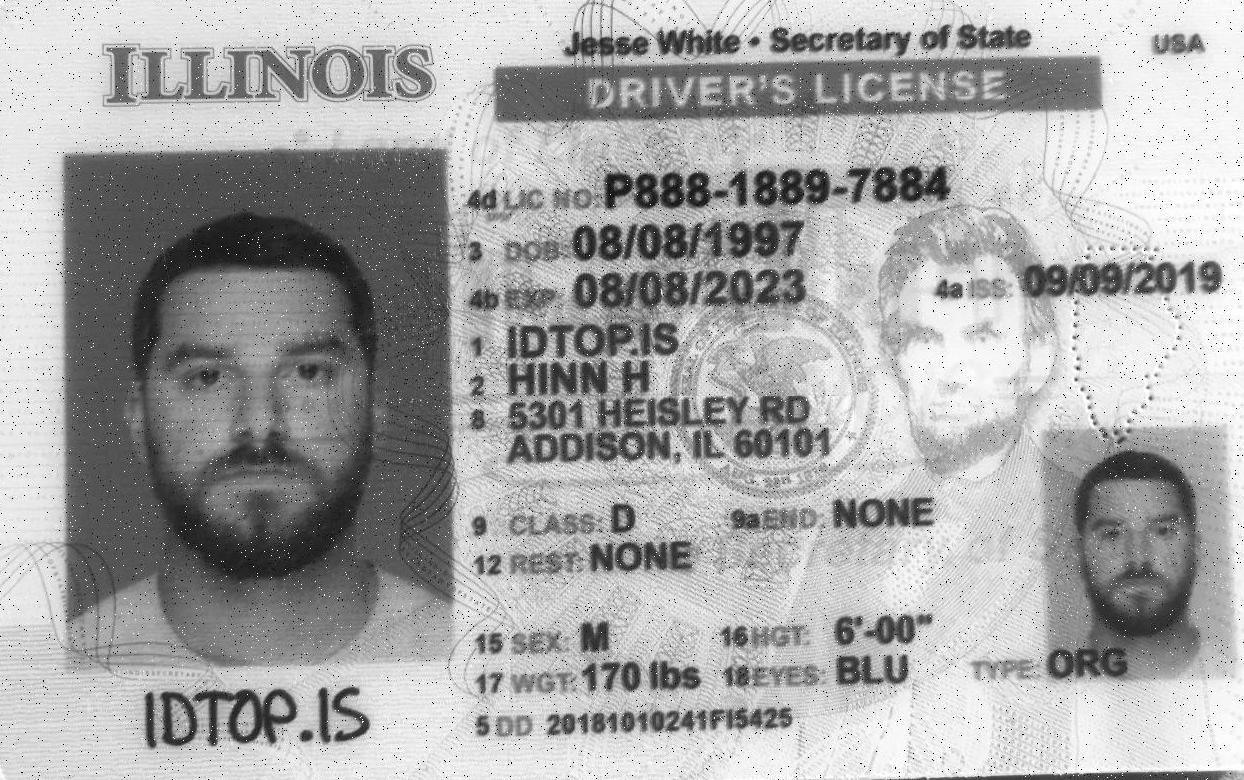 ILLINOIS
Jesse White • Secretary of State
USA
DRIVER'S LICENSE
4d LIC NO: P888-1889-7884
3 DOB: 08/08/1997
4b EXP: 08/08/2023
4a ISS: 09/09/2019
1 IDTOP.IS
2 HINN H
8 5301 HEISLEY RD
ADDISON, IL 60101
9 CLASS: D 9a END: NONE
12 REST: NONE
15 SEX: M 16 HGT: 6'-00"
17 WGT: 170 lbs 18 EYES: BLU
TYPE: ORG
5 DD 20181010241FI5425
IDTOP.IS